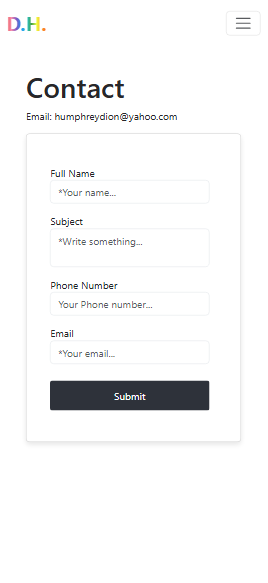 D.H.
Contact
Email: humphreydion@yahoo.com
Full Name
*Your name...
Subject
*Write something...
Phone Number
Your Phone number...
Email
*Your email...
Submit